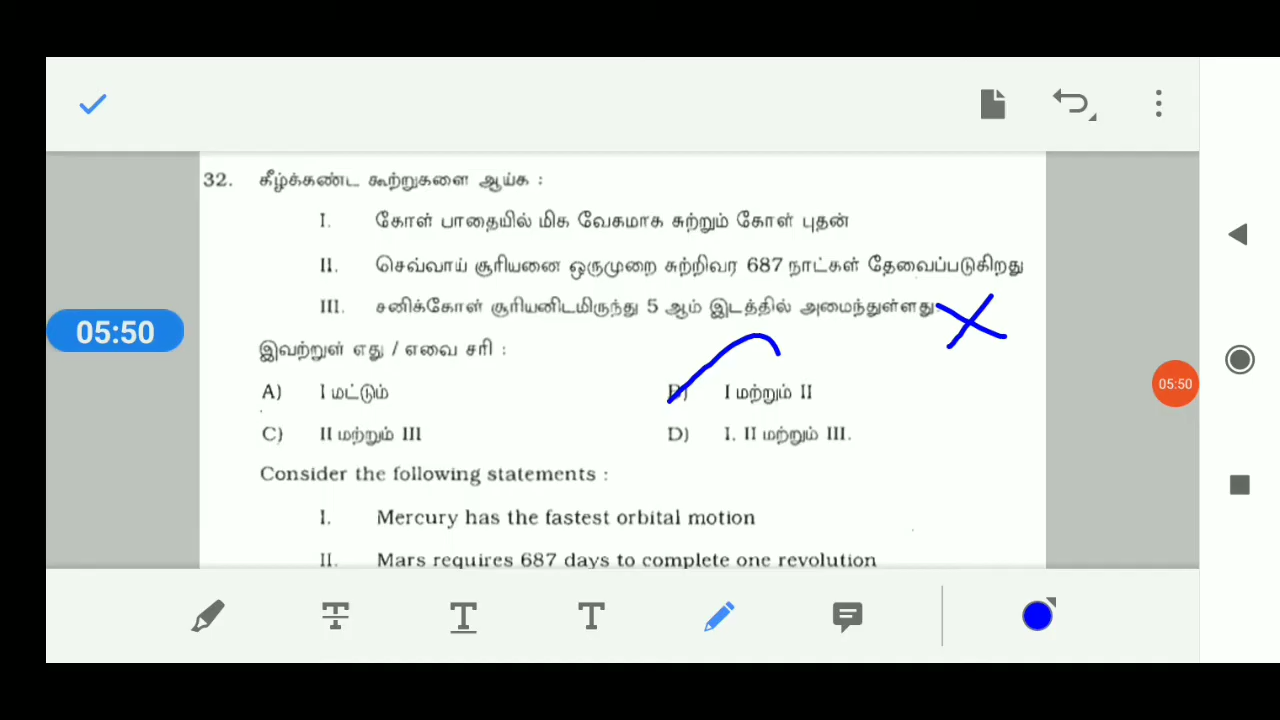 32. கீழ்க்கண்ட கூற்றுகளை ஆய்க :
I. கோள் பாதையில் மிக வேகமாக சுற்றும் கோள் புதன்
II. செவ்வாய் சூரியனை ஒருமுறை சுற்றிவர 687 நாட்கள் தேவைப்படுகிறது
III. சனிக்கோள் சூரியனிடமிருந்து 5 ஆம் இடத்தில் அமைந்துள்ளது
05:50
இவற்றுள் எது / எவை சரி :
05:50
A) I மட்டும் B) I மற்றும் II
C) II மற்றும் III D) I. II மற்றும் III.
Consider the following statements :
I. Mercury has the fastest orbital motion
II. Mars requires 687 days to complete one revolution